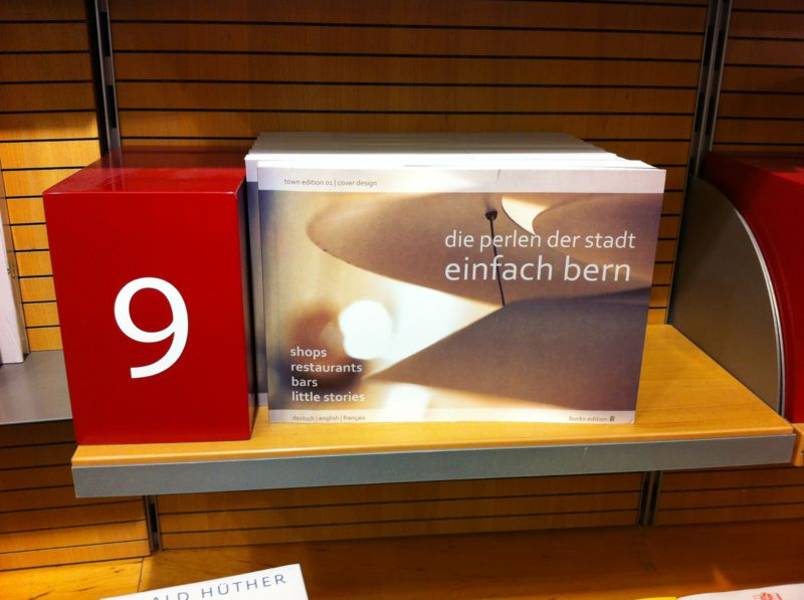 9
town edition 01 | cover design
die perlen der stadt
einfach bern
shops
restaurants
bars
little stories
deutsch | english | français
edition
ALD HÜTHER